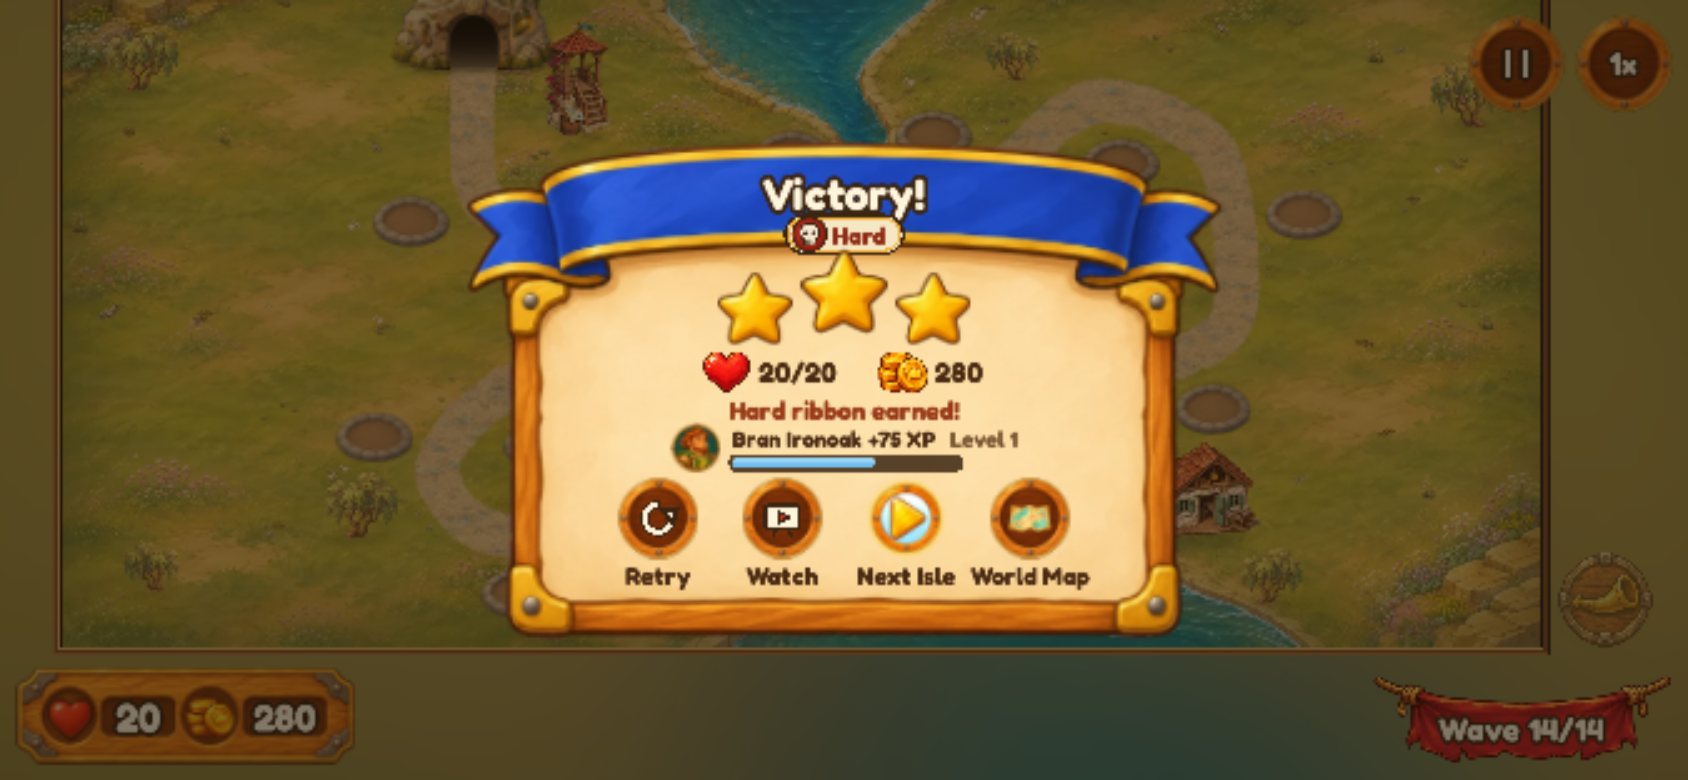 1x
Victory!
Hard
20/20 280
Hard ribbon earned!
Bran Ironoak +75 XP Level 1
Retry Watch Next Isle World Map
20 280
Wave 14/14